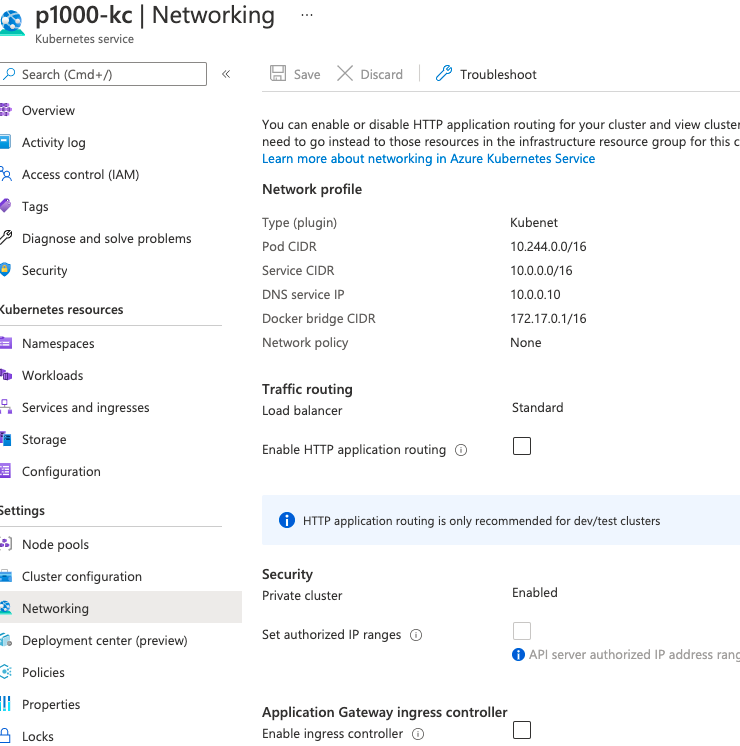 p1000-kc | Networking ...
Kubernetes service
Search (Cmd+/)
«
Overview
Activity log
Access control (IAM)
Tags
Diagnose and solve problems
Security
Kubernetes resources
Namespaces
Workloads
Services and ingresses
Storage
Configuration
Settings
Node pools
Cluster configuration
Networking
Deployment center (preview)
Policies
Properties
Locks
Save Discard Troubleshoot
You can enable or disable HTTP application routing for your cluster and view cluster
need to go instead to those resources in the infrastructure resource group for this c
Learn more about networking in Azure Kubernetes Service
Network profile
Type (plugin) Kubenet
Pod CIDR 10.244.0.0/16
Service CIDR 10.0.0.0/16
DNS service IP 10.0.0.10
Docker bridge CIDR 172.17.0.1/16
Network policy None
Traffic routing
Load balancer Standard
Enable HTTP application routing
HTTP application routing is only recommended for dev/test clusters
Security
Private cluster Enabled
Set authorized IP ranges
API server authorized IP address rang
Application Gateway ingress controller
Enable ingress controller